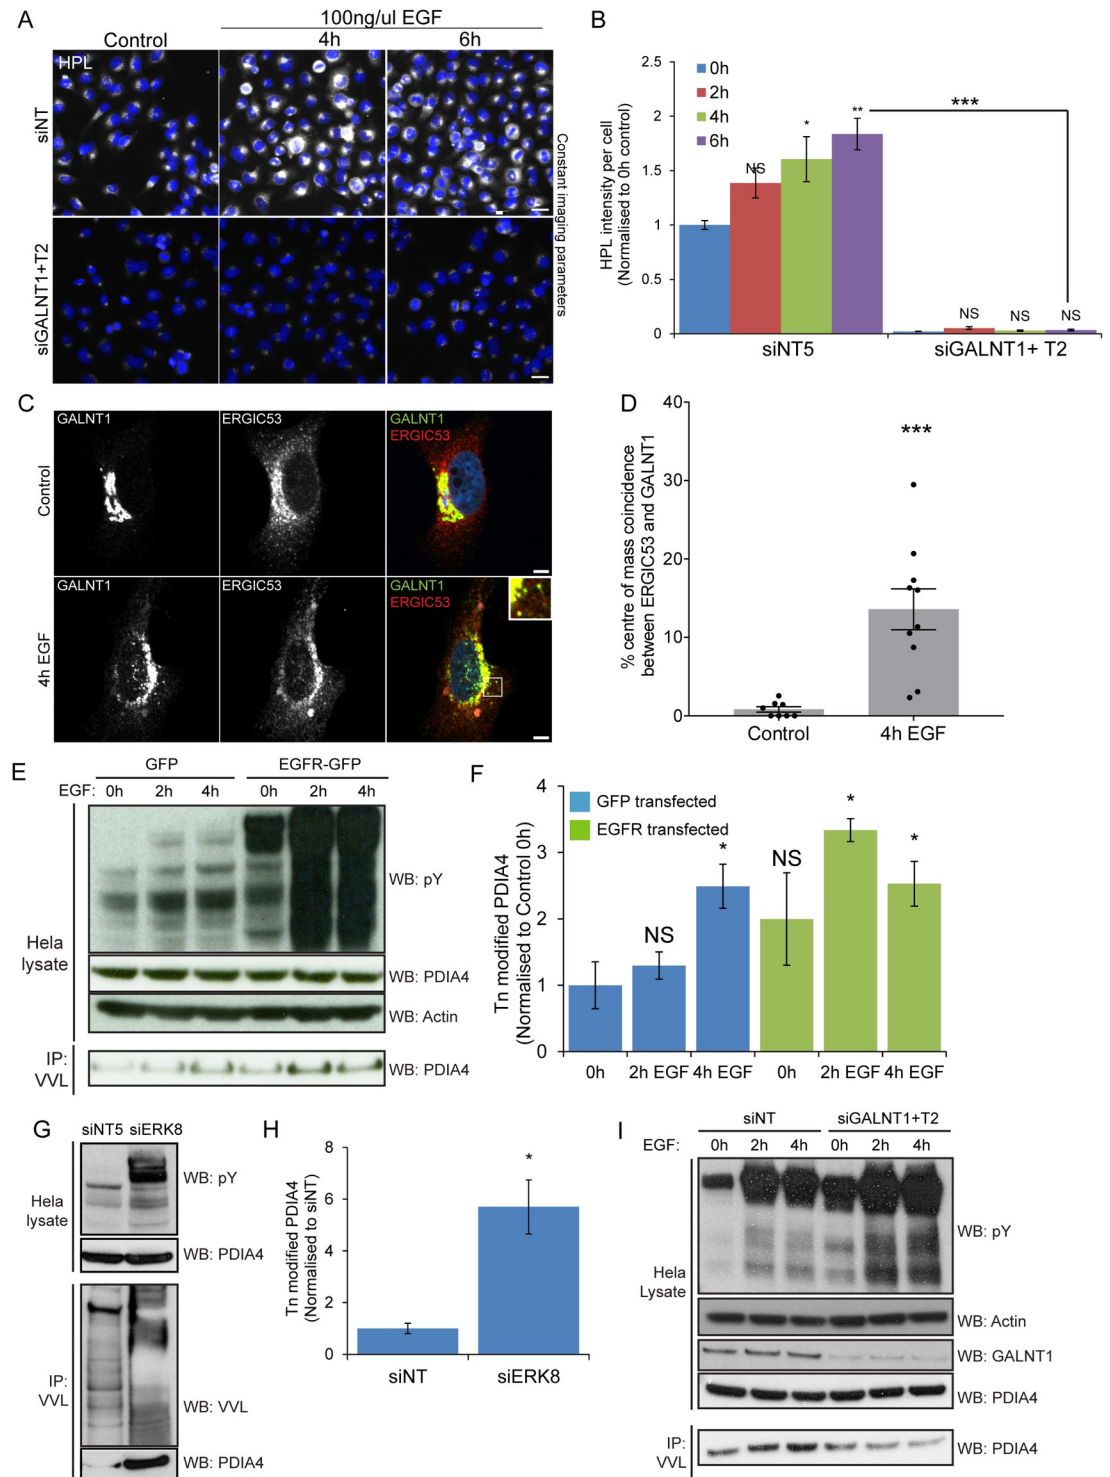 A
100ng/ul EGF
Control
4h
6h
HPL
siNT
siGALNT1+T2
Constant imaging parameters
B
HPL intensity per cell
(Normalised to 0h control)
2.5
2
1.5
1
0.5
0
0h
2h
4h
6h
NS
*
**
***
NS
NS
NS
siNT5
siGALNT1+ T2
C
GALNT1
ERGIC53
GALNT1
ERGIC53
Control
GALNT1
ERGIC53
GALNT1
ERGIC53
4h EGF
D
% centre of mass coincidence
between ERGIC53 and GALNT1
40
30
20
10
0
***
Control
4h EGF
E
GFP
EGFR-GFP
EGF:
0h
2h
4h
0h
2h
4h
WB: pY
Hela
lysate
WB: PDIA4
WB: Actin
IP:
VVL
WB: PDIA4
F
Tn modified PDIA4
(Normalised to Control 0h)
4
3
2
1
0
GFP transfected
EGFR transfected
NS
*
NS
*
*
0h
2h EGF
4h EGF
0h
2h EGF
4h EGF
G
siNT5 siERK8
Hela
lysate
WB: pY
WB: PDIA4
IP:
VVL
WB: VVL
WB: PDIA4
H
Tn modified PDIA4
(Normalised to siNT)
8
6
4
2
0
*
siNT
siERK8
I
siNT
siGALNT1+T2
EGF:
0h
2h
4h
0h
2h
4h
WB: pY
Hela
Lysate
WB: Actin
WB: GALNT1
WB: PDIA4
IP:
VVL
WB: PDIA4